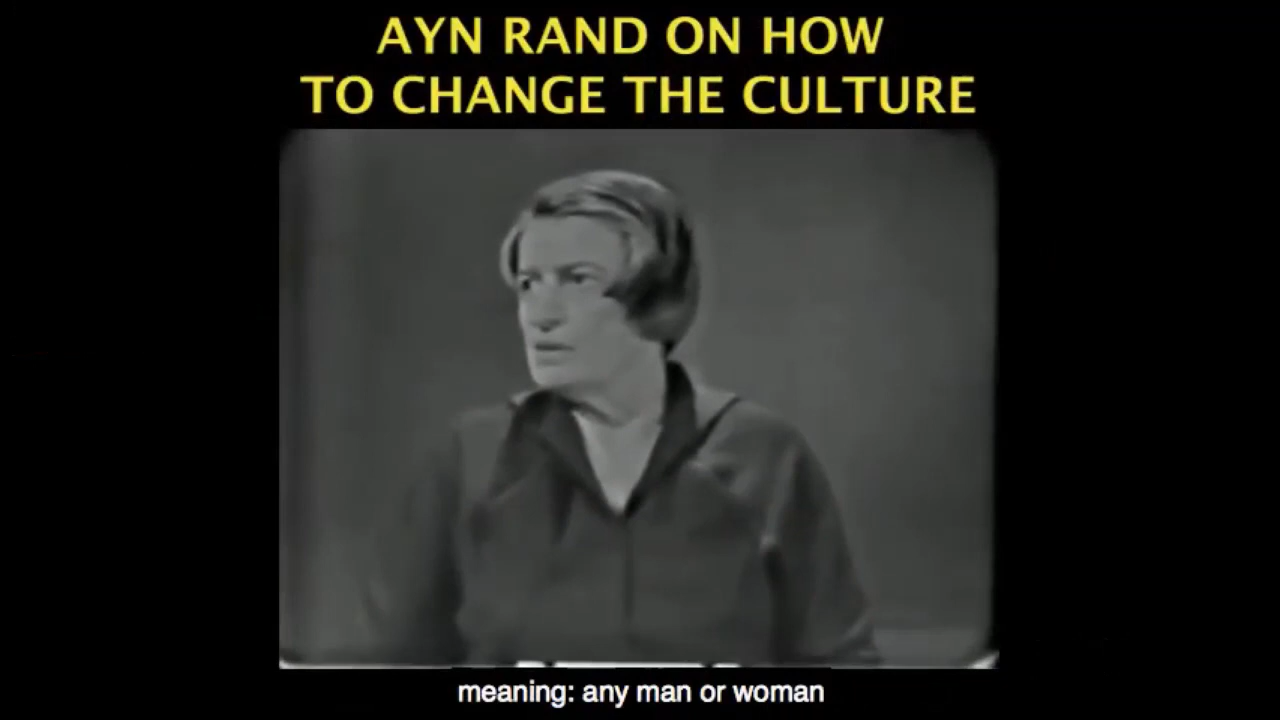 AYN RAND ON HOW
TO CHANGE THE CULTURE
meaning: any man or woman